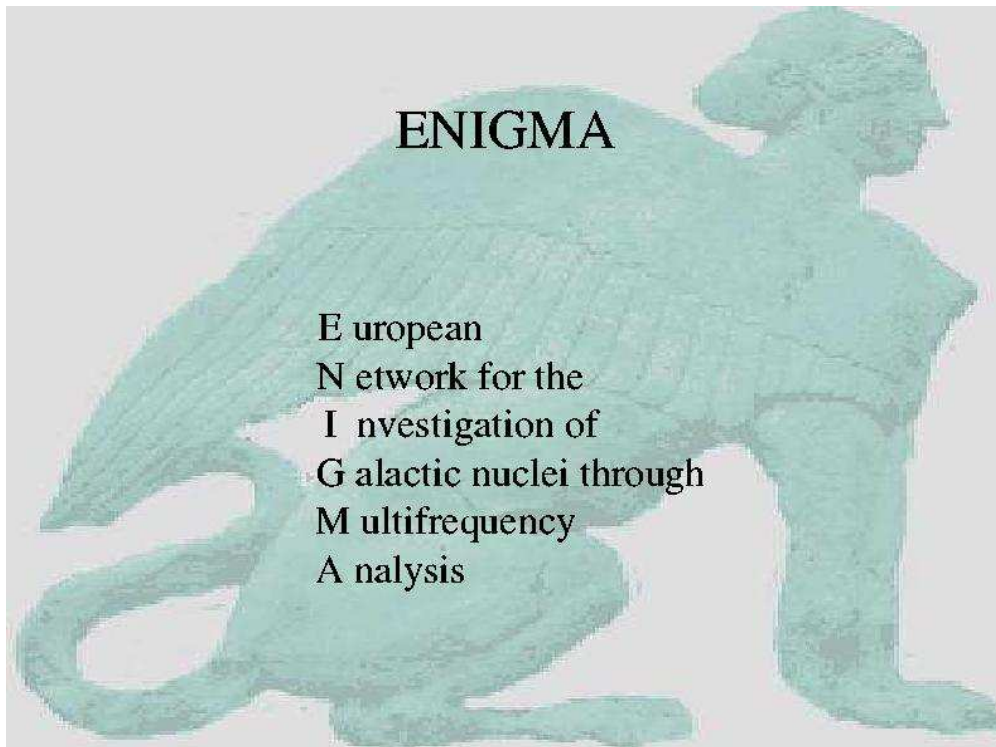 ENIGMA
E uropean
N etwork for the
I nvestigation of
G alactic nuclei through
M ultifrequency
A nalysis